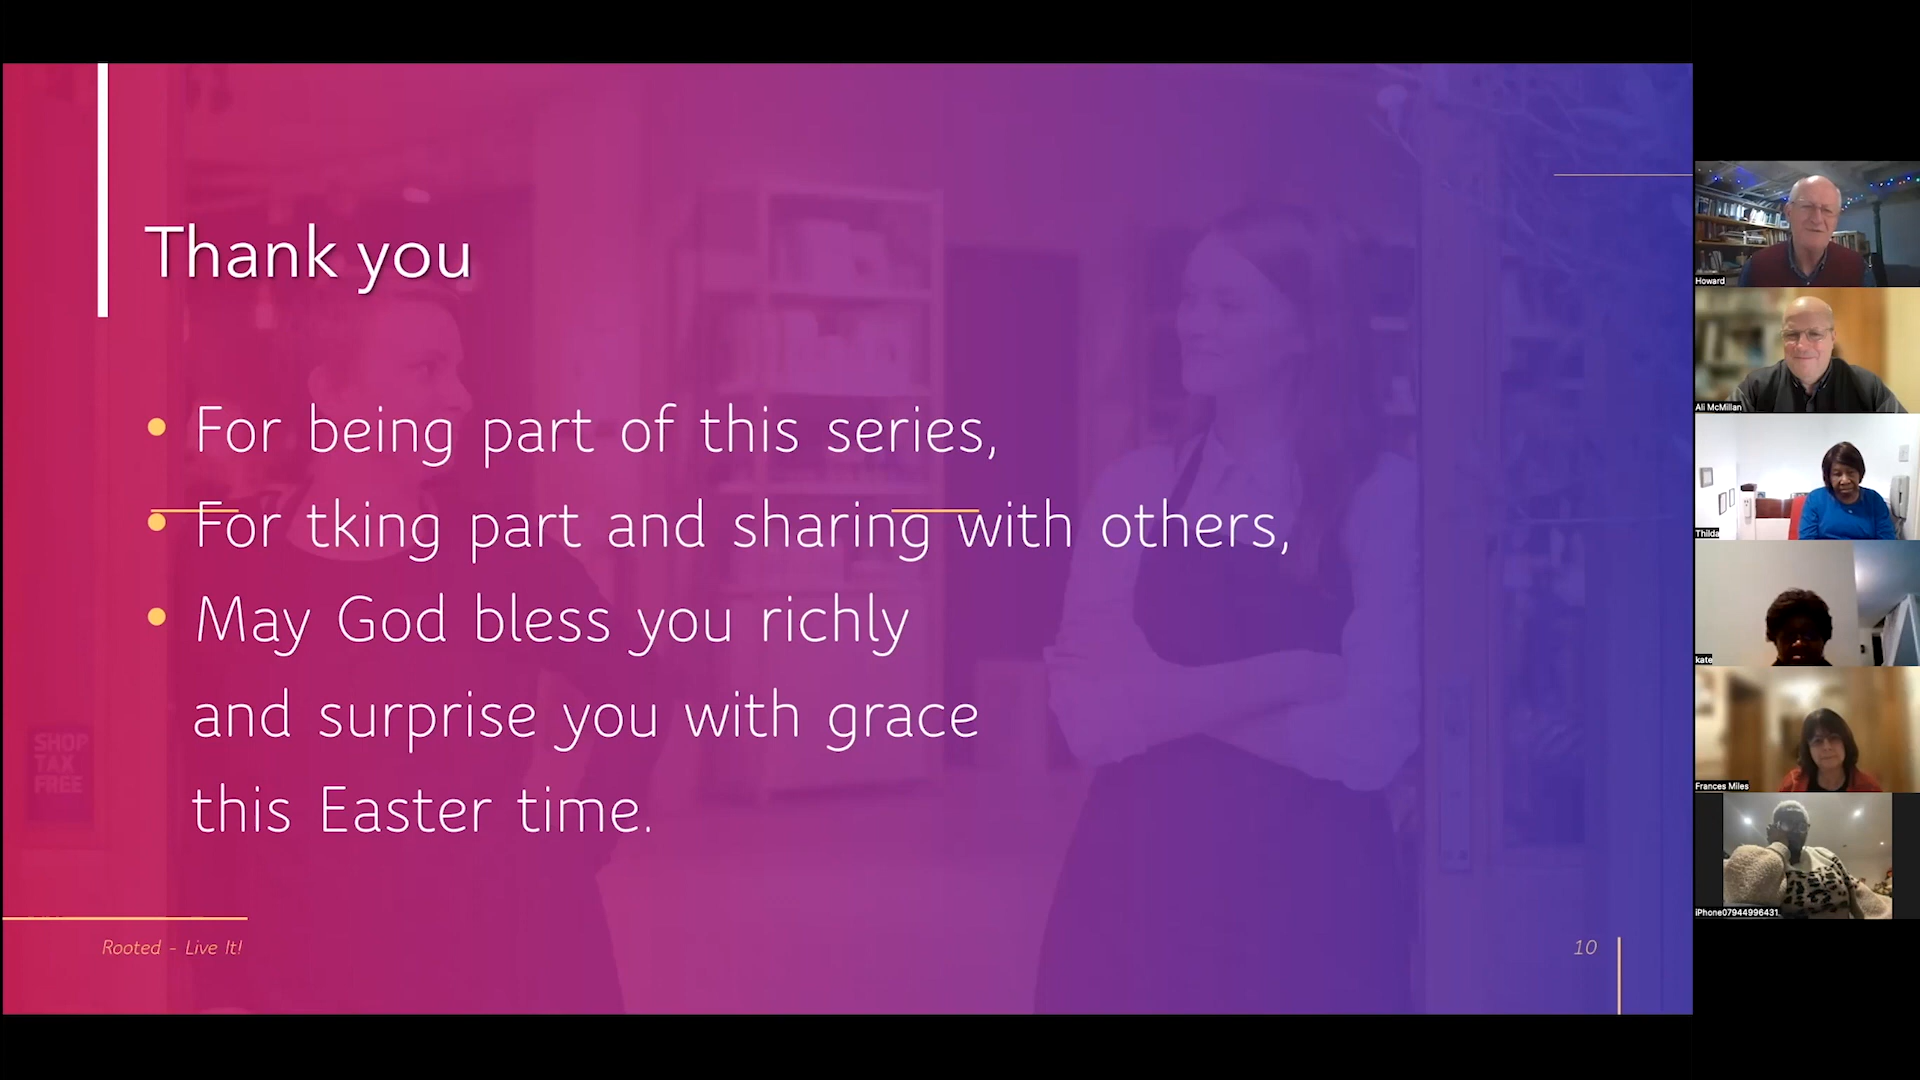 Thank you
• For being part of this series,
• For tking part and sharing with others,
• May God bless you richly
and surprise you with grace
this Easter time.
SHOP
TAX
FREE
Rooted - Live It!
10
Howard
Ali McMillan
Thilda
kate
Frances Miles
iPhone07944996431